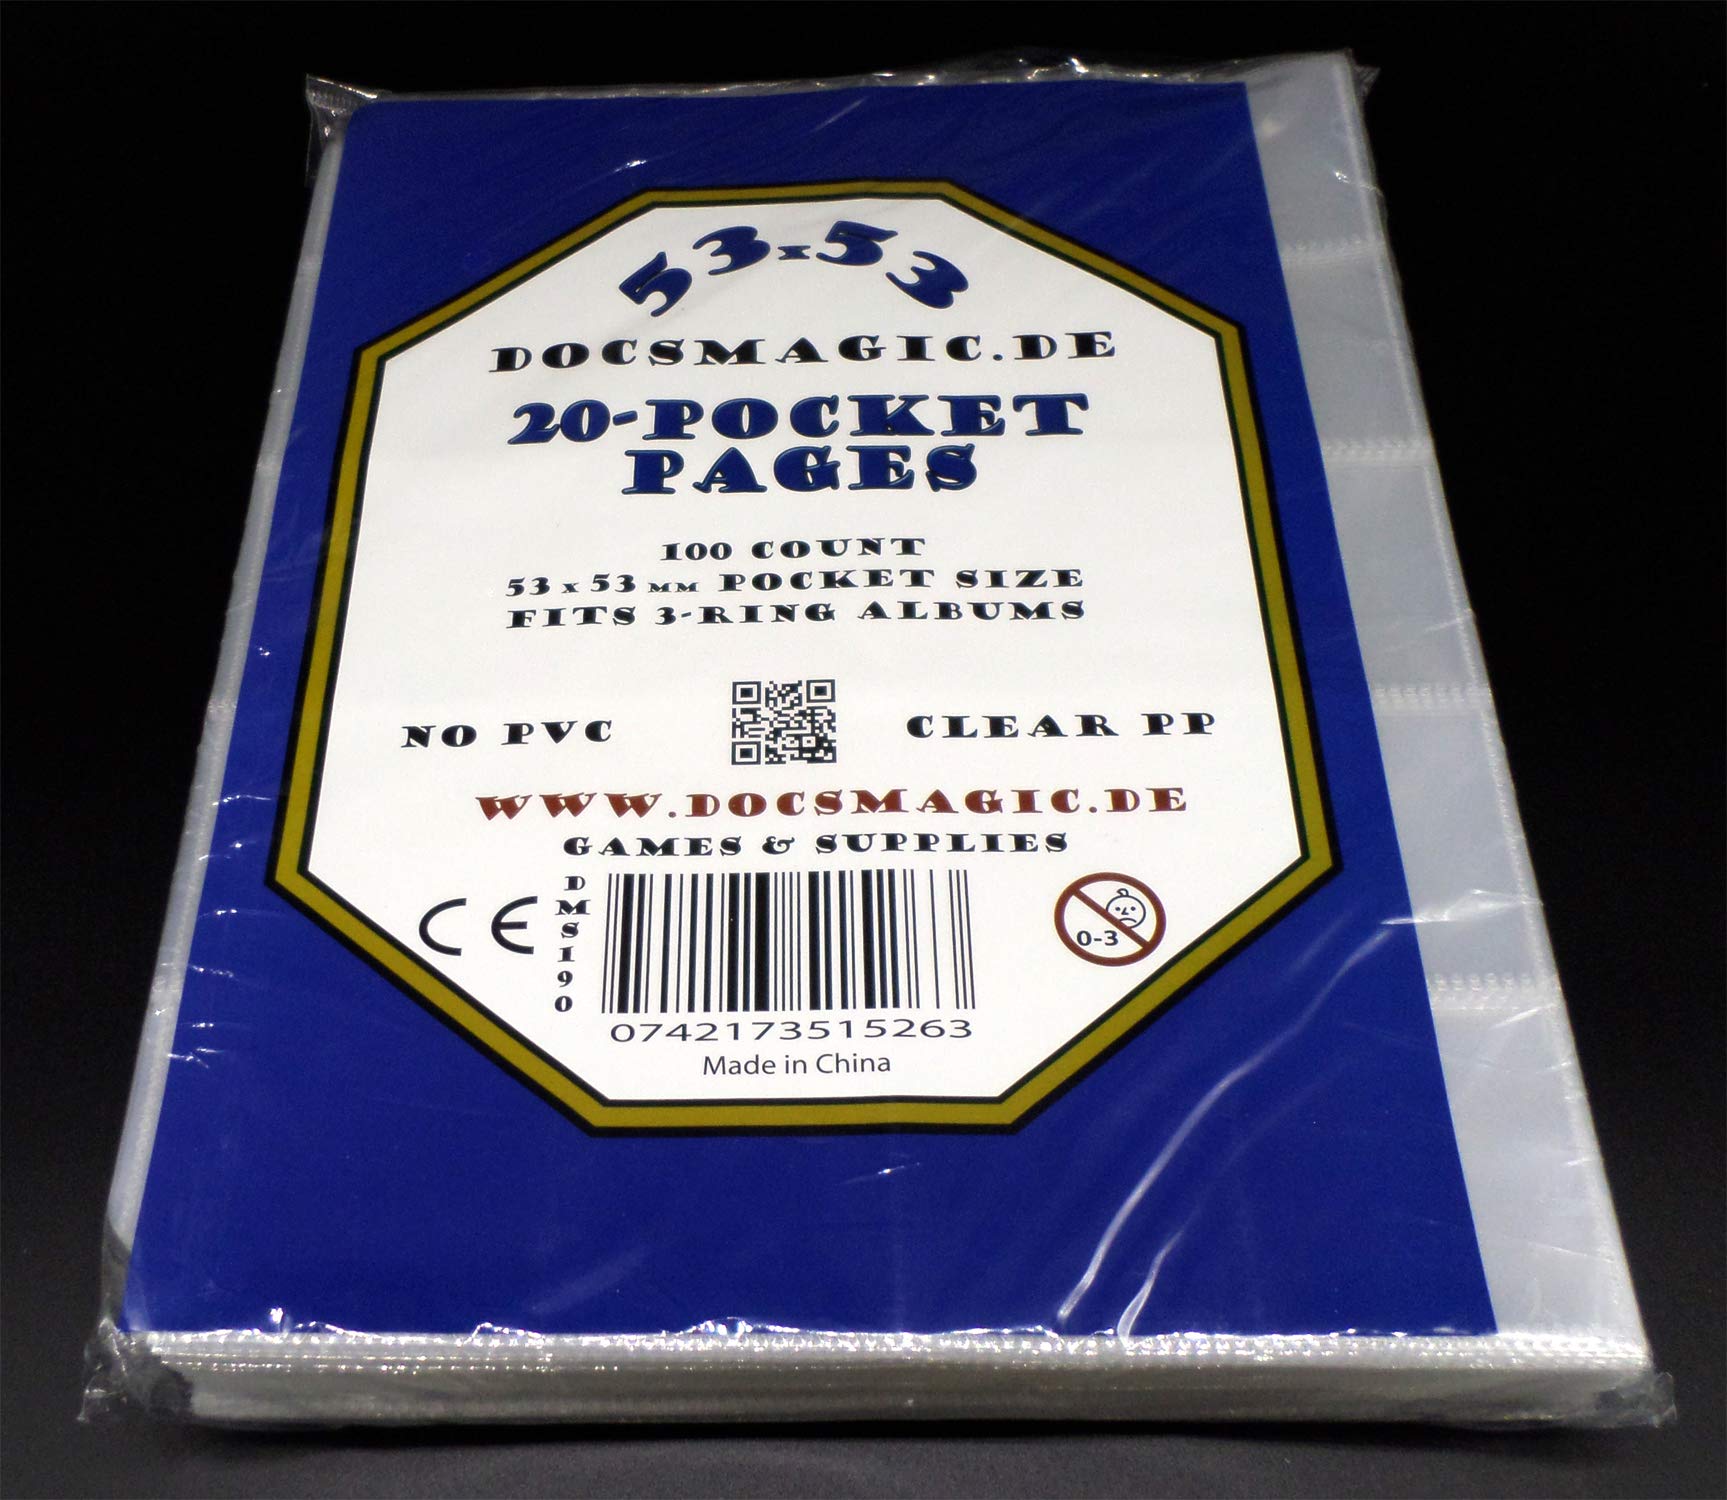 53x53
DOCSMAGIC.DE
20-POCKET
PAGES
100 COUNT
53 x 53 MM POCKET SIZE
FITS 3-RING ALBUMS
NO PVC
CLEAR PP
WWW.DOCSMAGIC.DE
GAMES & SUPPLIES
CE
DMS190
0-3
0742173515263
Made in China